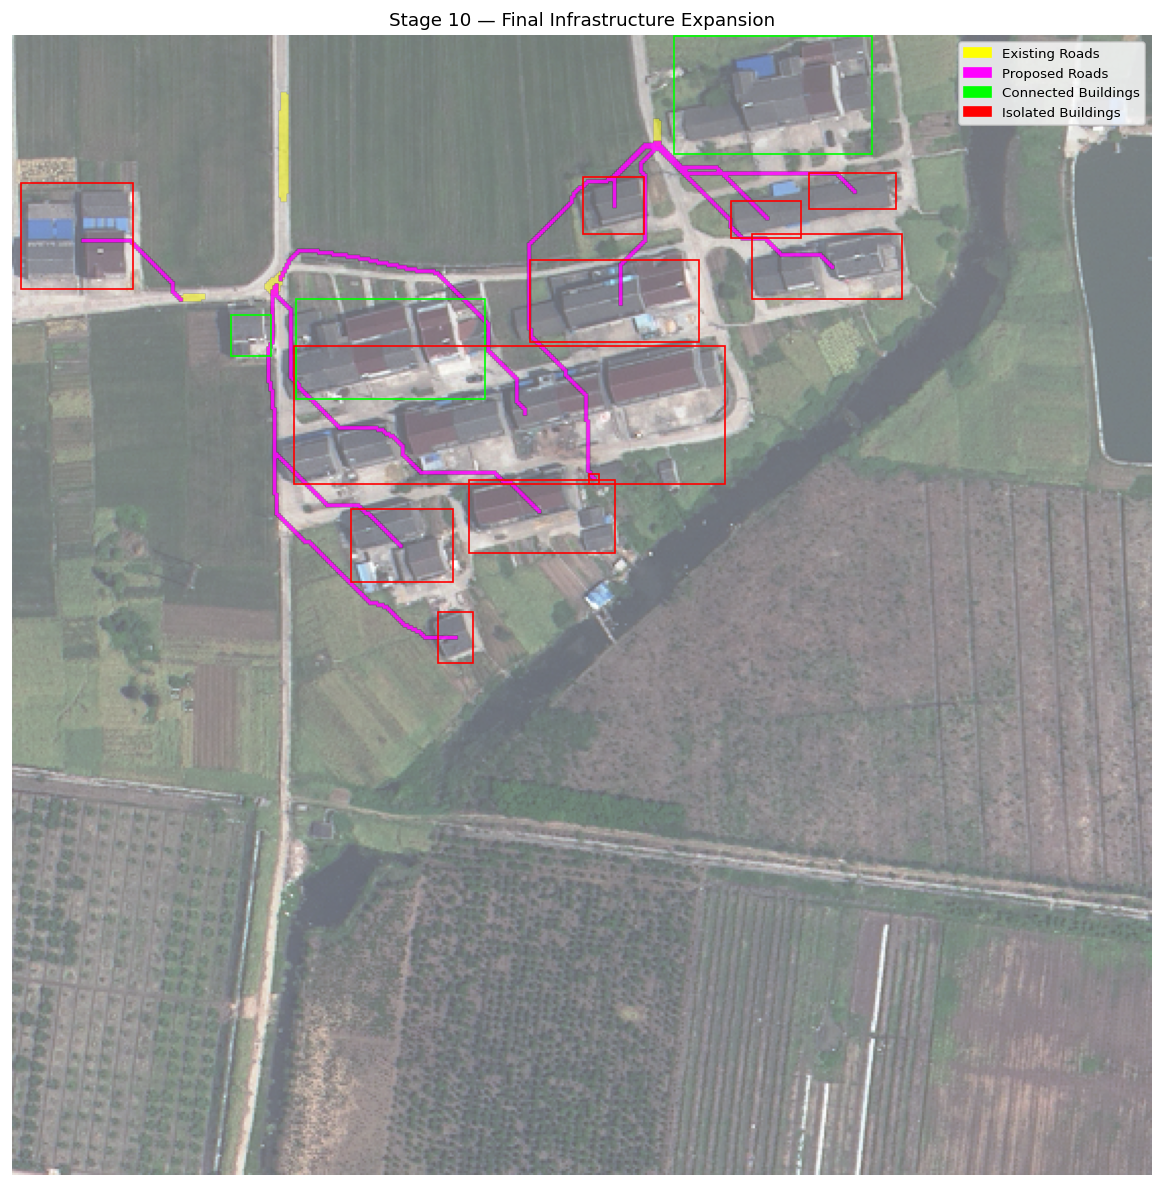 Stage 10 — Final Infrastructure Expansion
Existing Roads
Proposed Roads
Connected Buildings
Isolated Buildings